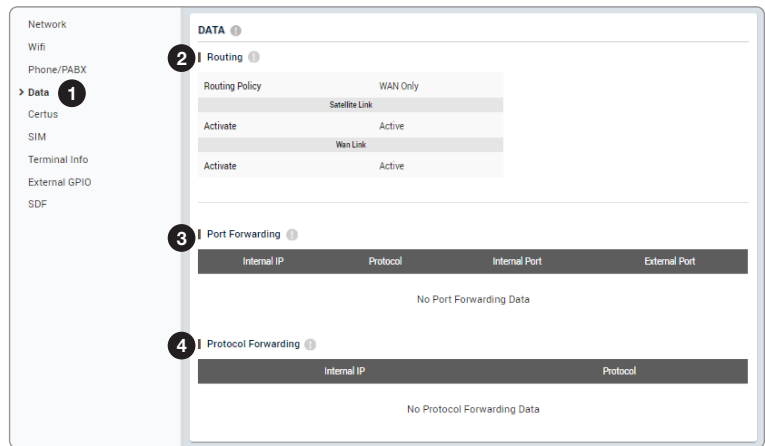 Network
Wifi
Phone/PABX
> Data 1
Certus
SIM
Terminal Info
External GPIO
SDF
DATA !
2 Routing !
Routing Policy WAN Only
Satellite Link
Activate Active
Wan Link
Activate Active
3 Port Forwarding !
Internal IP Protocol Internal Port External Port
No Port Forwarding Data
4 Protocol Forwarding !
Internal IP Protocol
No Protocol Forwarding Data